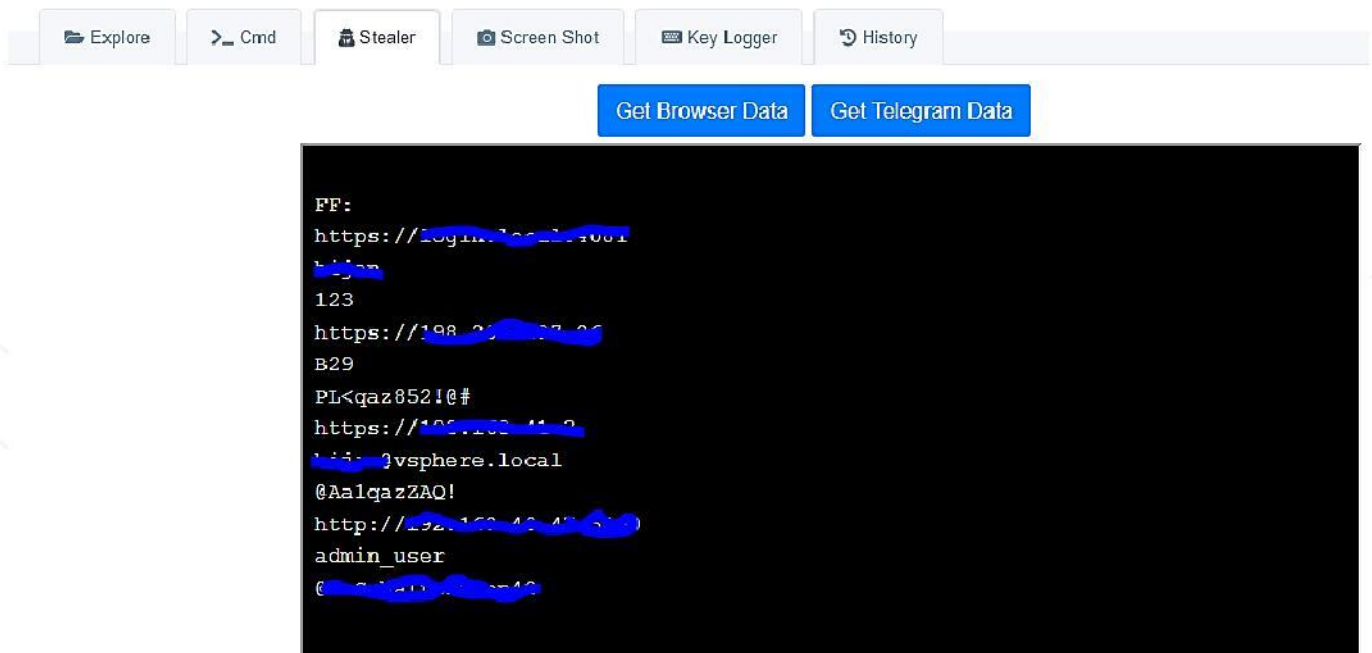 Explore
Cmd
Stealer
Screen Shot
Key Logger
History
Get Browser Data
Get Telegram Data
FF:
https://
123
https://
B29
PL<qaz852!@#
https://
@vsphere.local
@Aa1qazZAQ!
http://
admin_user